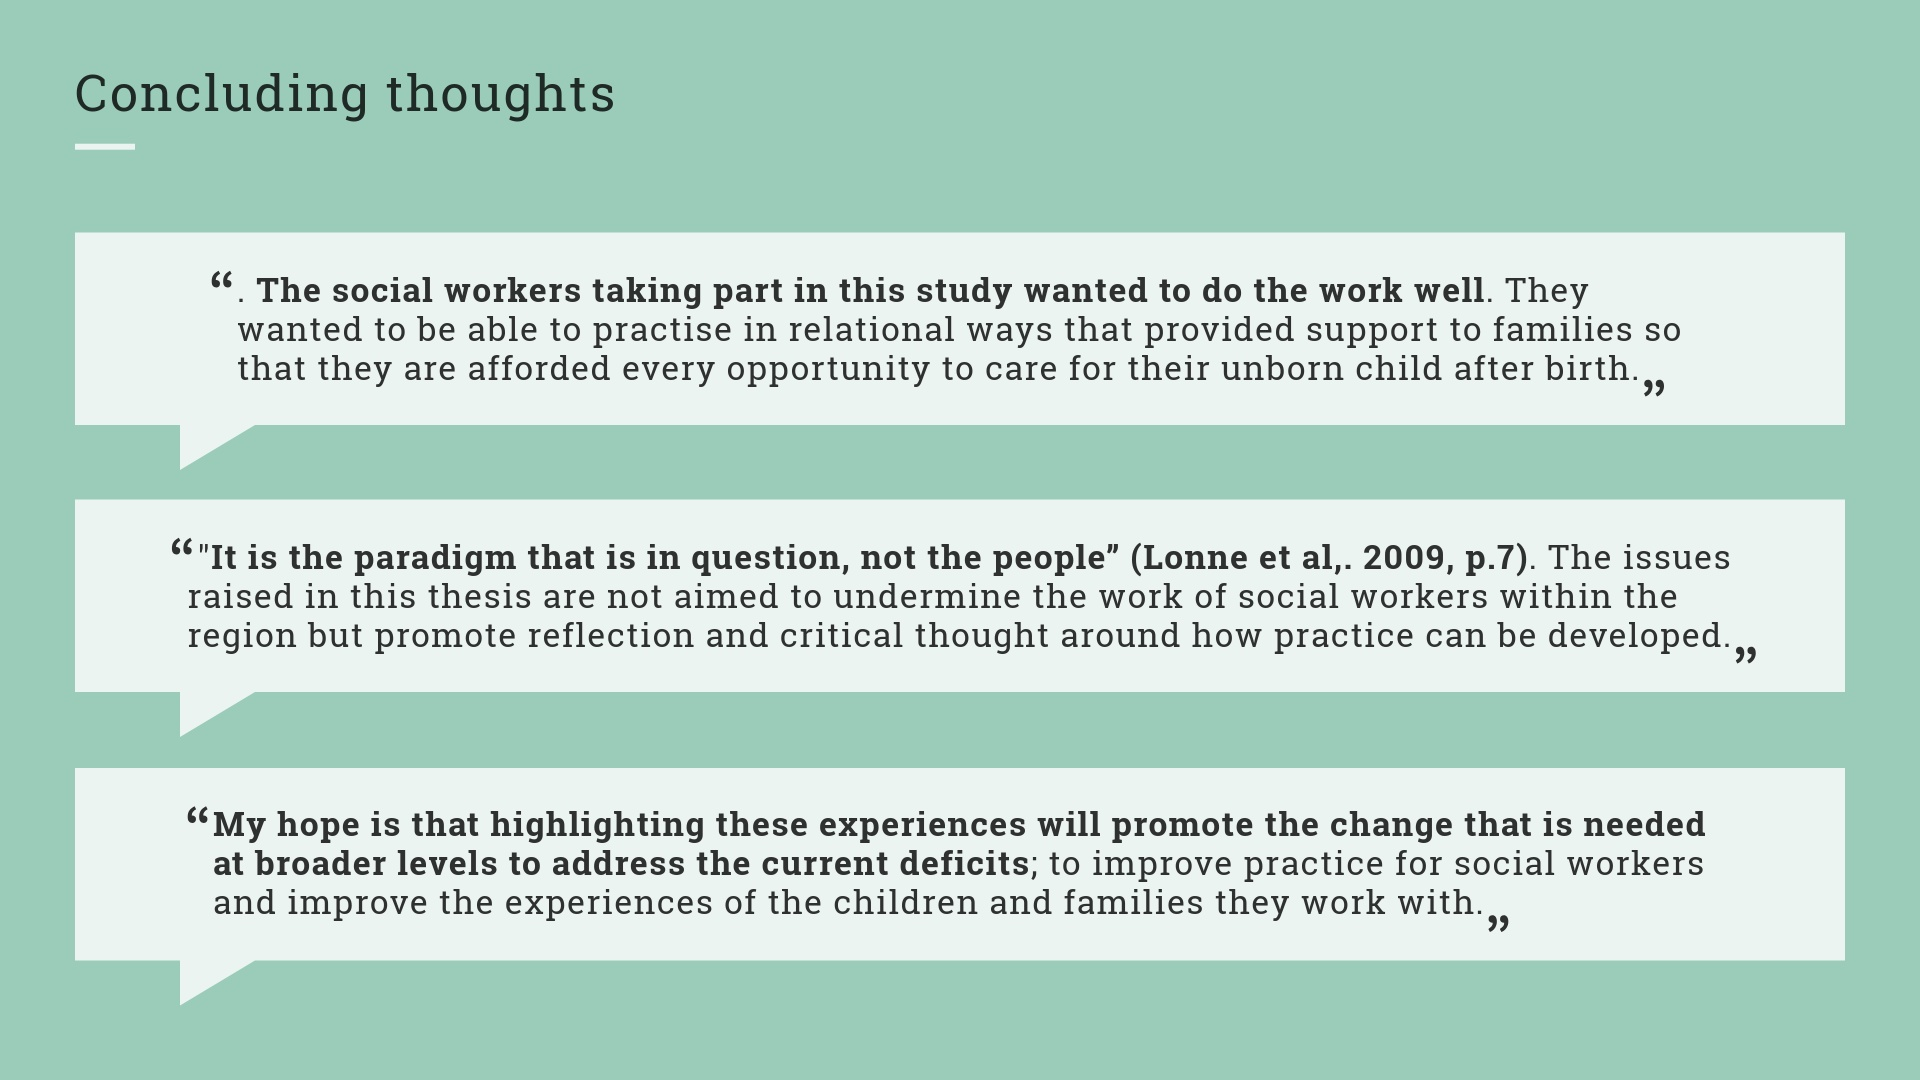 Concluding thoughts
“. The social workers taking part in this study wanted to do the work well. They
wanted to be able to practise in relational ways that provided support to families so
that they are afforded every opportunity to care for their unborn child after birth.”
“"It is the paradigm that is in question, not the people” (Lonne et al,. 2009, p.7). The issues
raised in this thesis are not aimed to undermine the work of social workers within the
region but promote reflection and critical thought around how practice can be developed.”
“My hope is that highlighting these experiences will promote the change that is needed
at broader levels to address the current deficits; to improve practice for social workers
and improve the experiences of the children and families they work with.”